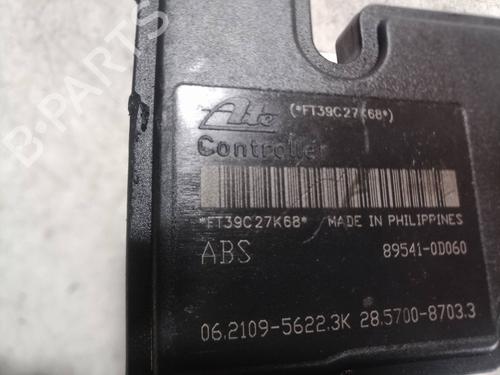 B-PARTS
Ate (*FT39C27K68*)
Controller
*FT39C27K68* MADE IN PHILIPPINES
ABS 89541-0D060
06.2109-5622.3K 28.5700-8703.3